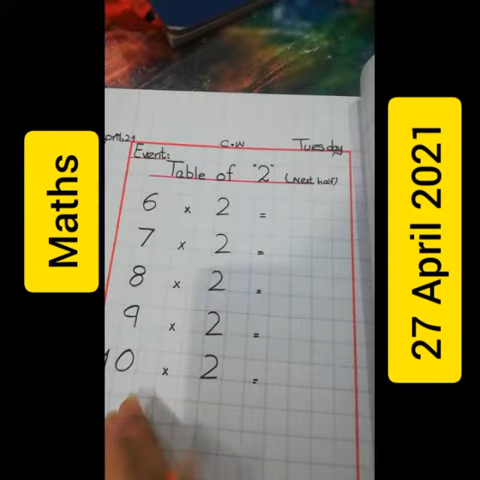 Maths
27 April 2021
C.W
Tuesday
Event:
Table of "2" (Next half)
6 x 2 =
7 x 2 =
8 x 2 =
9 x 2 =
10 x 2 =